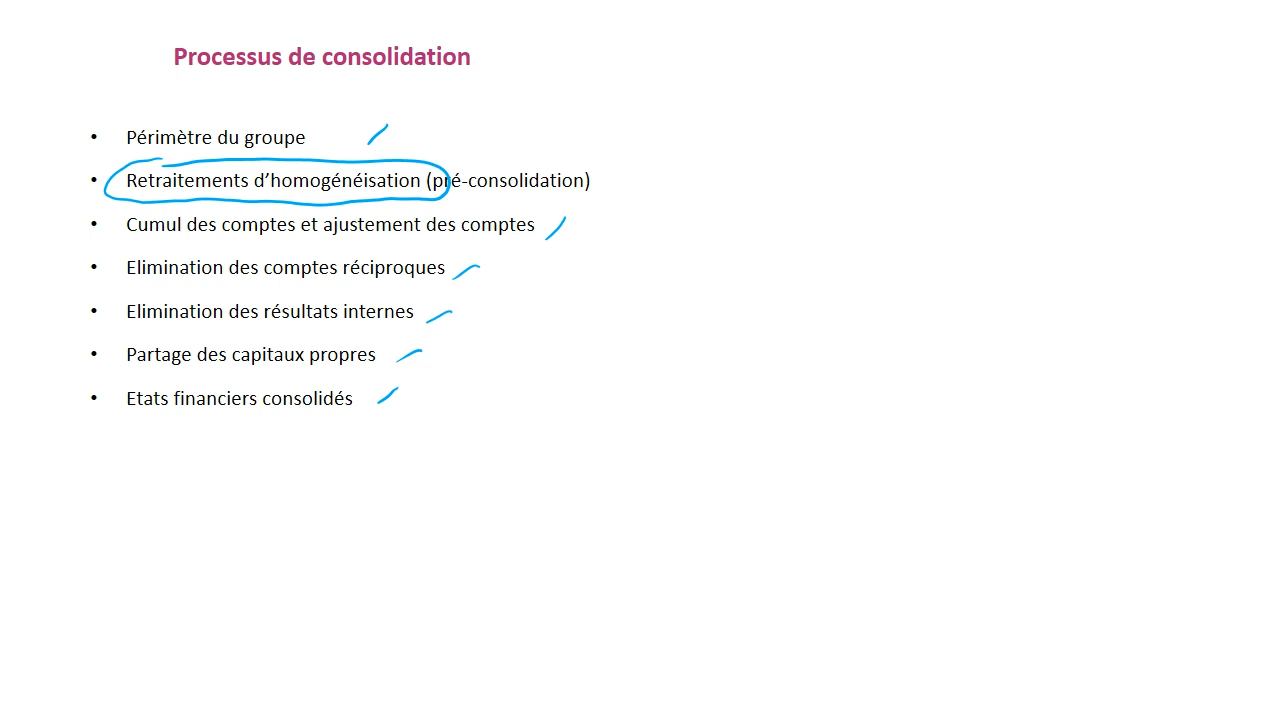 Processus de consolidation
• Périmètre du groupe
• Retraitements d’homogénéisation (pré-consolidation)
• Cumul des comptes et ajustement des comptes
• Elimination des comptes réciproques
• Elimination des résultats internes
• Partage des capitaux propres
• Etats financiers consolidés